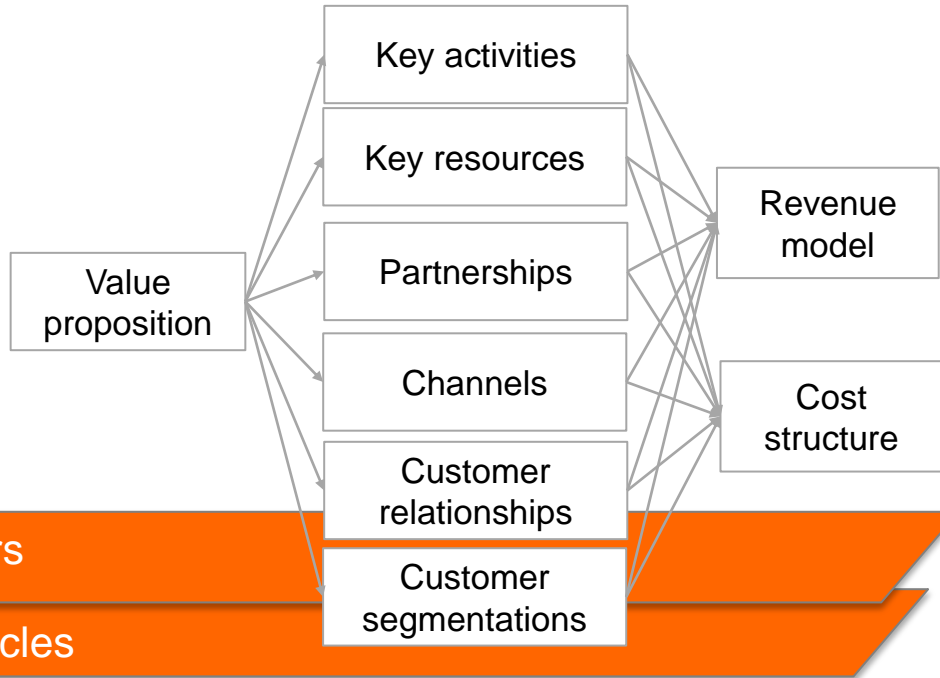 Key activities
Key resources
Partnerships
Channels
Customer
relationships
Customer
segmentations
Value
proposition
Revenue
model
Cost
structure
rs
cles